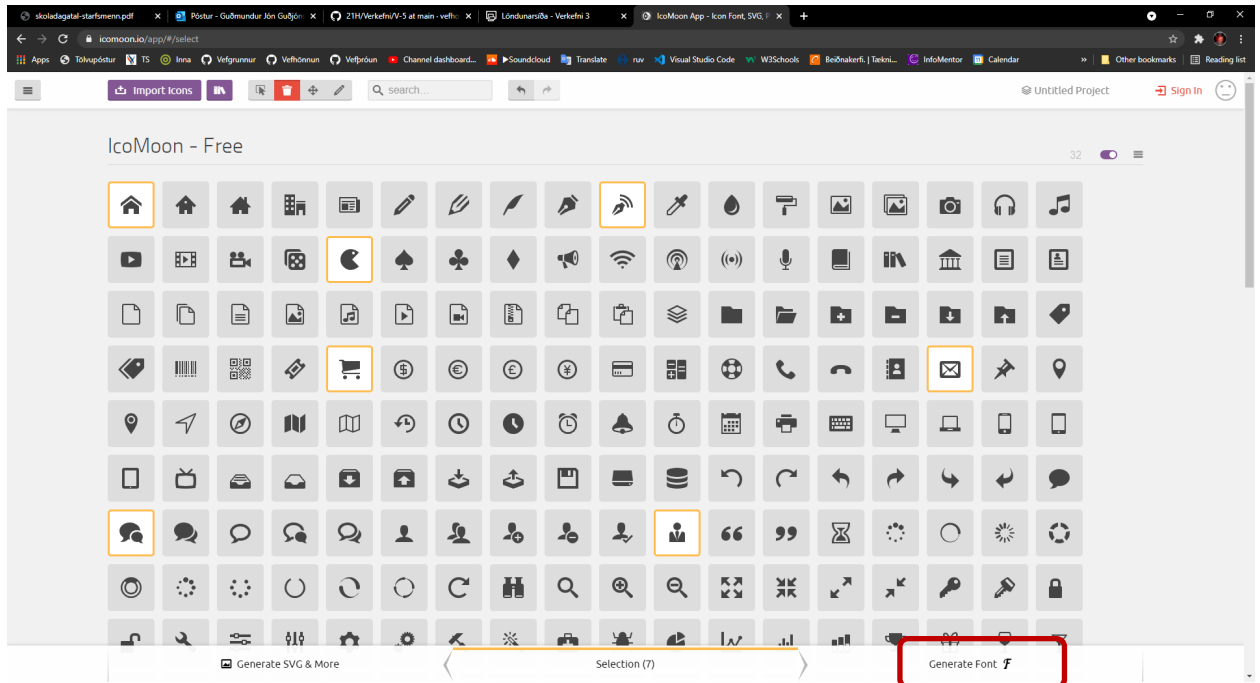 skoladagatal-starfsmenn.pdf
Póstur - Guðmundur Jón Guðjóns
21H/Verkefni/V-5 at main · vefho
Löndunarsíða - Verkefni 3
IcoMoon App - Icon Font, SVG, P
icomoon.io/app/#/select
Apps Tölvupóstur TS Inna Vefgrunnur Vefhönnun Vefþróun Channel dashboard... ►Soundcloud Translate ruv Visual Studio Code W3Schools Beiðnakerfi. | Tækni... InfoMentor Calendar » Other bookmarks Reading list
Import Icons search... Untitled Project Sign In
IcoMoon - Free
32
Generate SVG & More Selection (7) Generate Font F